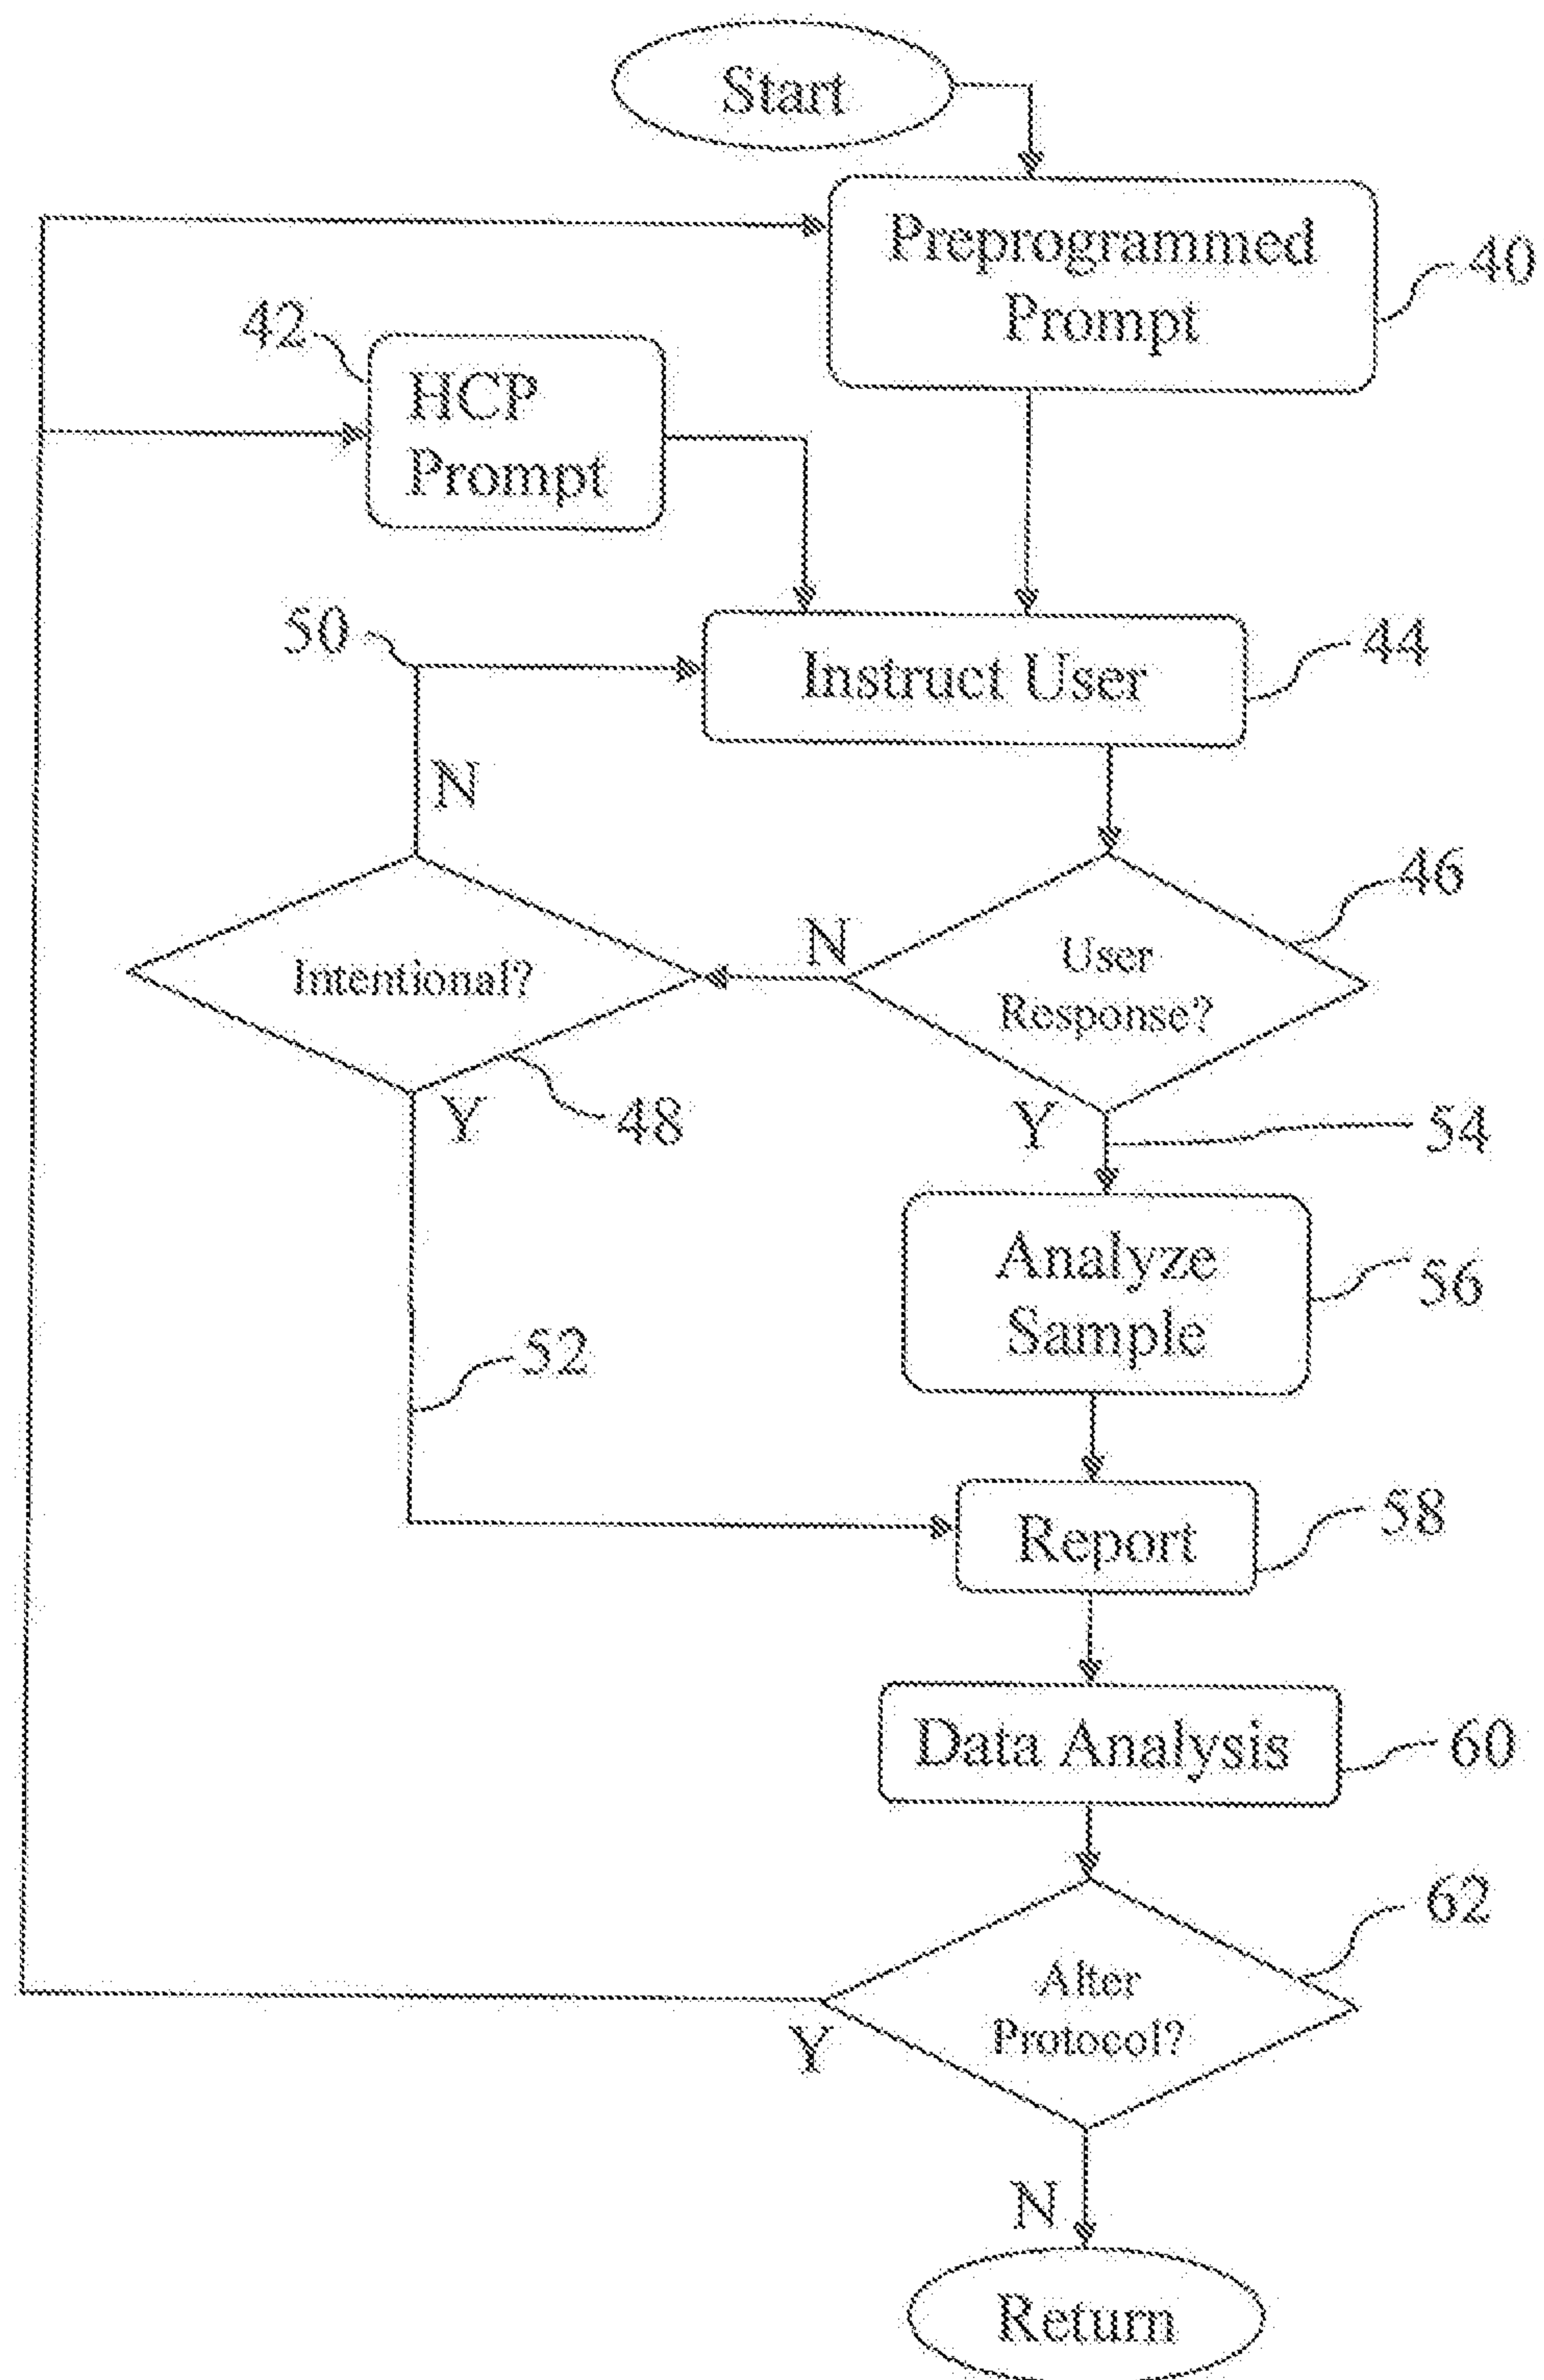 Start
Preprogrammed
Prompt
40
42
HCP
Prompt
50
Instruct User
44
N
46
Intentional?
N
User
Response?
Y
48
Y
54
Analyze
Sample
56
52
Report
58
Data Analysis
60
62
Alter
Protocol?
Y
N
Return